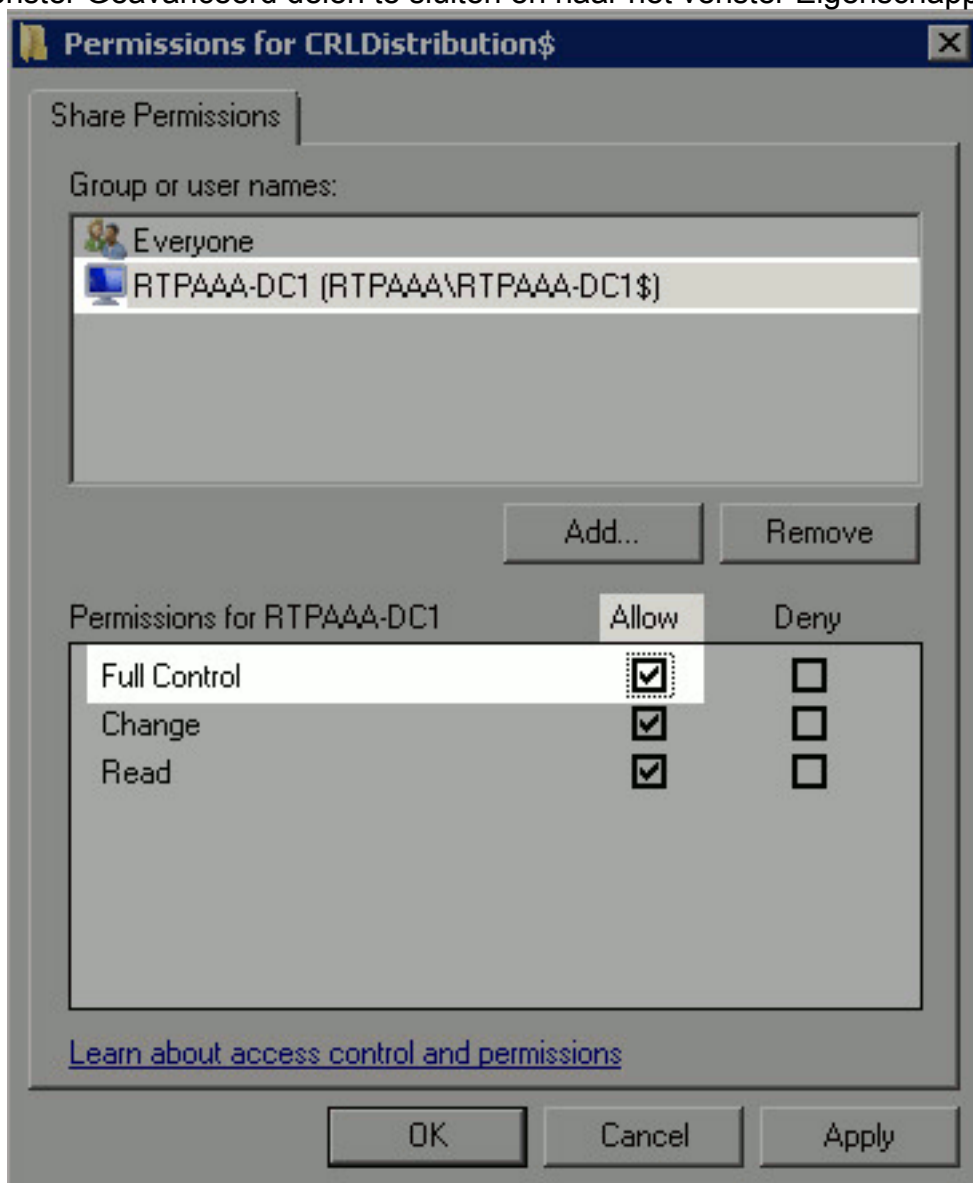 Geavanceerd delen te sluiten en naar het venster
Permissions for CRLDistribution$
Share Permissions
Group or user names:
Everyone
RTPAAA-DC1 (RTPAAA\RTPAAA-DC1$)
Add...
Remove
Permissions for RTPAAA-DC1
Allow
Deny
Full Control
Change
Read
Learn about access control and permissions
OK
Cancel
Apply